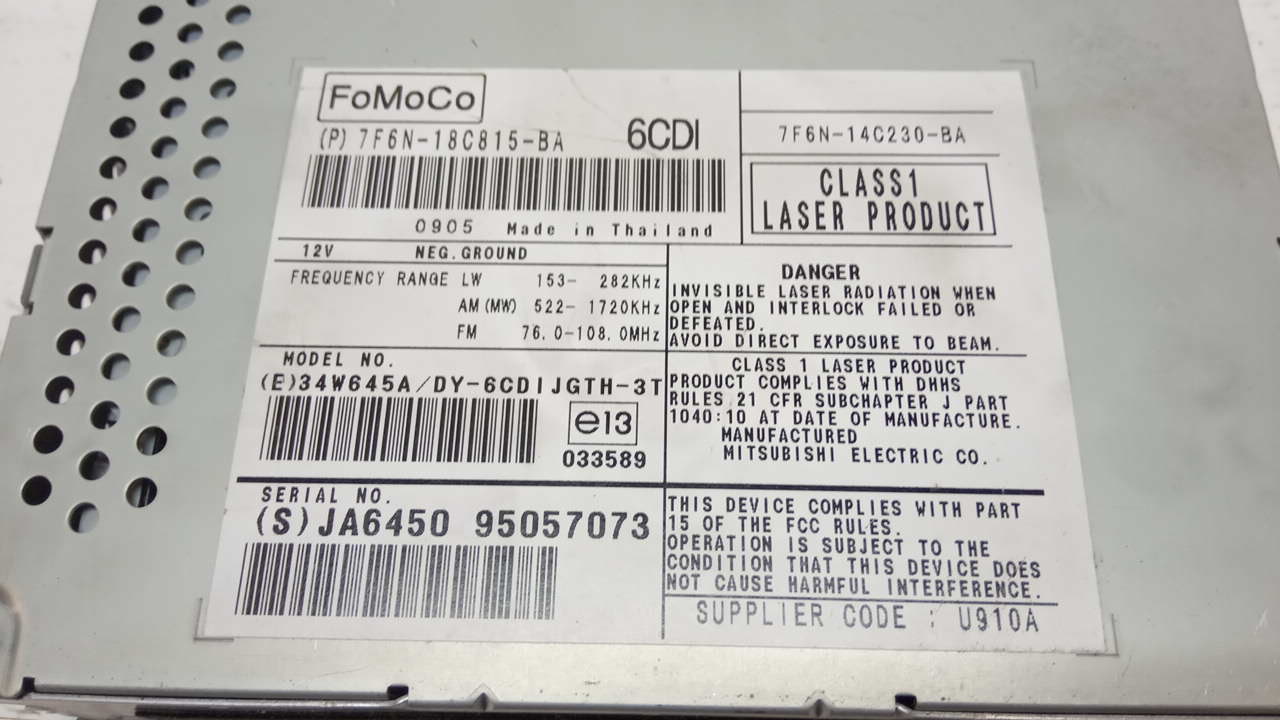 FoMoCo
(P) 7F6N-18C815-BA 6CDI
0905 Made in Thailand
7F6N-14C230-BA
CLASS1
LASER PRODUCT
12V NEG.GROUND
FREQUENCY RANGE LW 153- 282KHz
AM(MW) 522- 1720KHz
FM 76.0-108.0MHz
MODEL NO.
(E)34W645A/DY-6CDIJGTH-3T
e13
033589
SERIAL NO.
(S)JA6450 95057073
DANGER
INVISIBLE LASER RADIATION WHEN
OPEN AND INTERLOCK FAILED OR
DEFEATED.
AVOID DIRECT EXPOSURE TO BEAM.
CLASS 1 LASER PRODUCT
PRODUCT COMPLIES WITH DHHS
RULES 21 CFR SUBCHAPTER J PART
1040:10 AT DATE OF MANUFACTURE.
MANUFACTURED
MITSUBISHI ELECTRIC CO.
THIS DEVICE COMPLIES WITH PART
15 OF THE FCC RULES.
OPERATION IS SUBJECT TO THE
CONDITION THAT THIS DEVICE DOES
NOT CAUSE HARMFUL INTERFERENCE.
SUPPLIER CODE : U910A